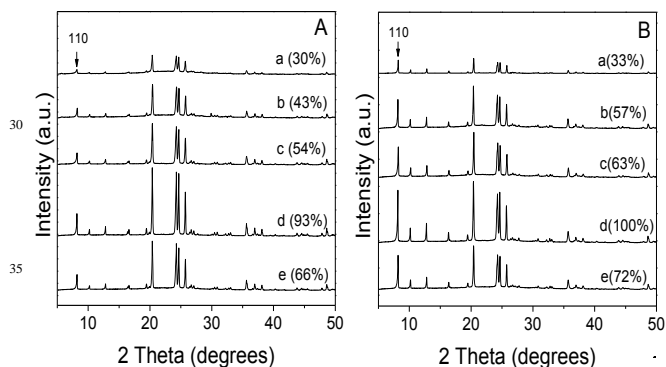 A
110
a (30%)
b (43%)
c (54%)
d (93%)
e (66%)
30
35
Intensity (a.u.)
10 20 30 40 50
2 Theta (degrees)
B
110
a(33%)
b(57%)
c(63%)
d(100%)
e(72%)
Intensity (a.u.)
10 20 30 40 50
2 Theta (degrees)